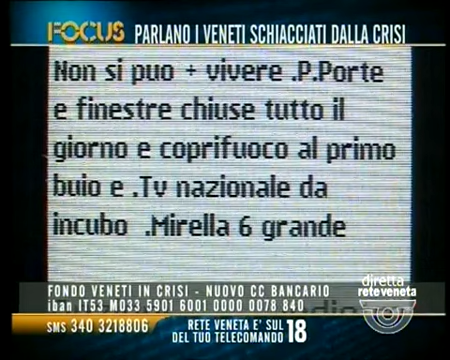 FOCUS PARLANO I VENETI SCHIACCIATI DALLA CRISI
Non si puo + vivere .P.Porte
e finestre chiuse tutto il
giorno e coprifuoco al primo
buio e .Tv nazionale da
incubo .Mirella 6 grande
FONDO VENETI IN CRISI - NUOVO CC BANCARIO
iban IT53 M033 5901 6001 0000 0078 840
diretta
reteveneta
SMS 340 3218806
RETE VENETA E' SUL
DEL TUO TELECOMANDO 18